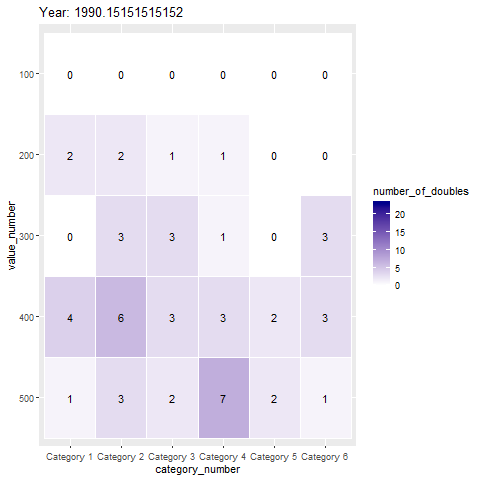 Year: 1990.15151515152
100 0 0 0 0 0 0
200 2 2 1 1 0 0
300 0 3 3 1 0 3
400 4 6 3 3 2 3
500 1 3 2 7 2 1
Category 1 Category 2 Category 3 Category 4 Category 5 Category 6
category_number
value_number
number_of_doubles
20
15
10
5
0